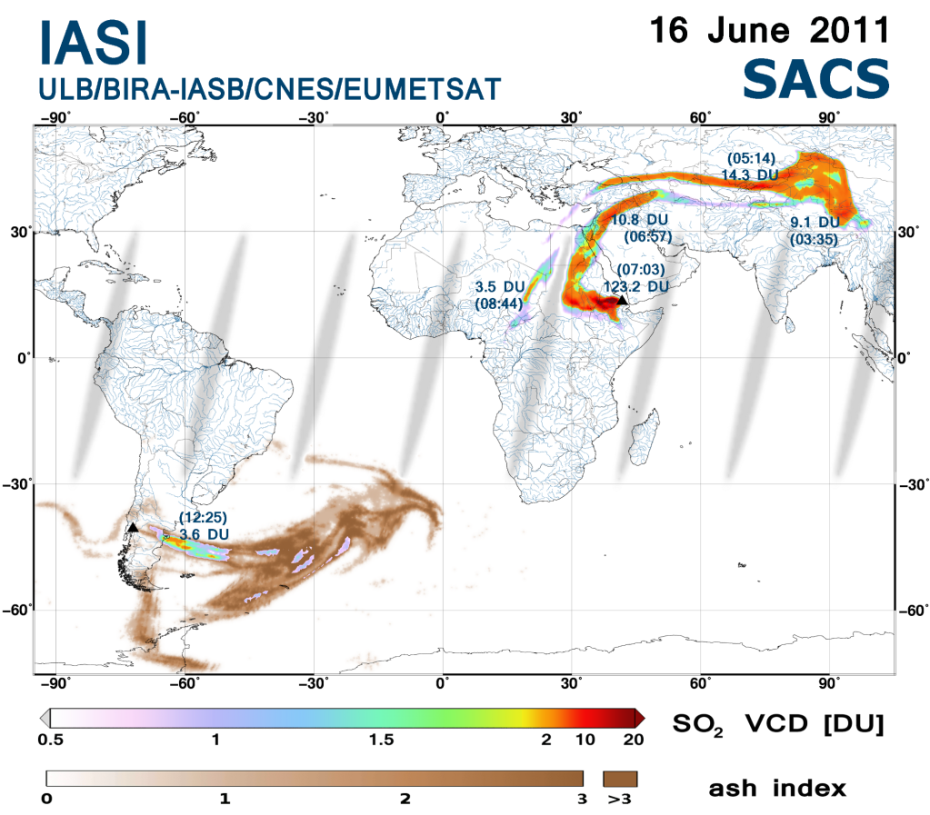 IASI
16 June 2011
ULB/BIRA-IASB/CNES/EUMETSAT
SACS
−90° −60° −30° 0° 30° 60° 90°
(05:14)
14.3 DU
10.8 DU
(06:57)
9.1 DU
(03:35)
30° 30°
(07:03)
123.2 DU
3.5 DU
(08:44)
0° 0°
−30° −30°
(12:25)
3.6 DU
−60° −60°
−90° −60° −30° 0° 30° 60° 90°
SO₂ VCD [DU]
0.5 1 1.5 2 10 20
ash index
0 1 2 3 >3